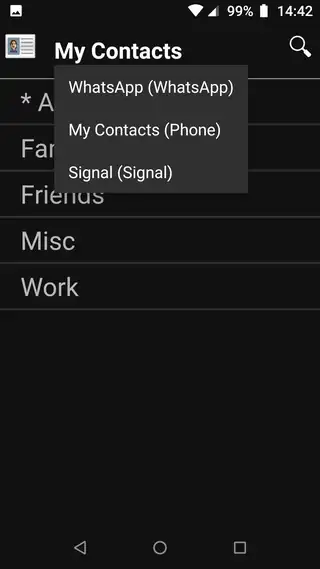 99% 14:42
My Contacts
WhatsApp (WhatsApp)
* A
My Contacts (Phone)
Signal (Signal)
Friends
Misc
Work